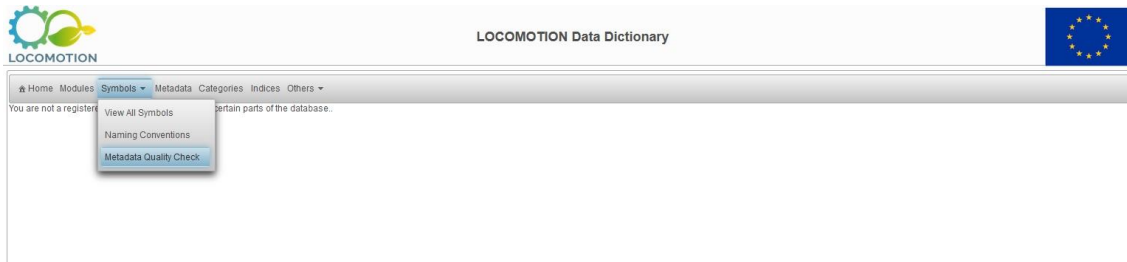 LOCOMOTION
LOCOMOTION Data Dictionary
Home Modules Symbols Metadata Categories Indices Others
You are not a registere certain parts of the database..
View All Symbols
Naming Conventions
Metadata Quality Check